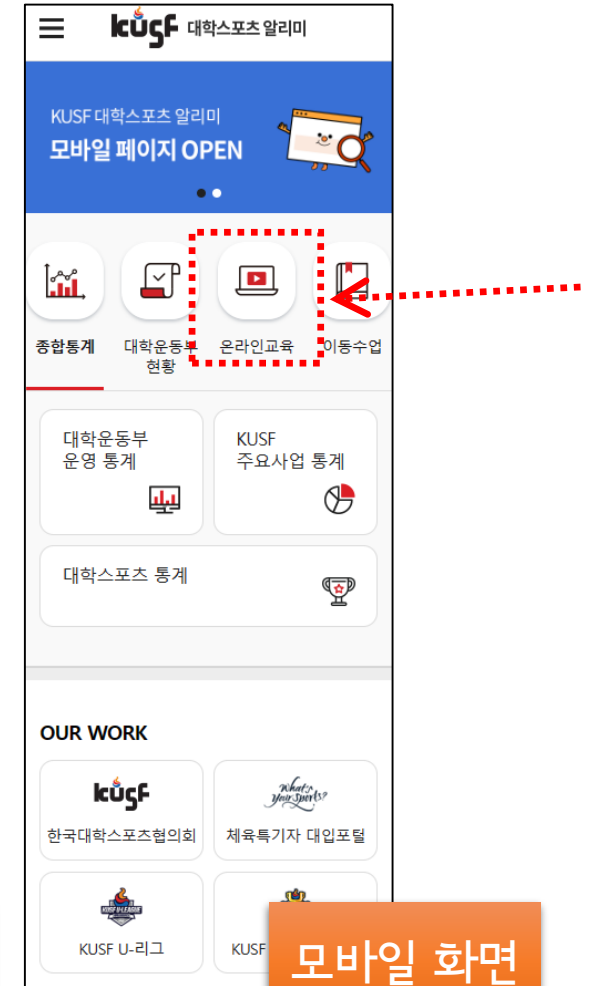 kusf 대학스포츠 알리미
KUSF 대학스포츠 알리미
모바일 페이지 OPEN
종합통계
대학운동부
현황
온라인교육
이동수업
대학운동부
운영 통계
KUSF
주요사업 통계
대학스포츠 통계
OUR WORK
kusf
한국대학스포츠협의회
What's
Your Sports?
체육특기자 대입포털
KUSF U-LEAGUE
KUSF U-리그
KUSF
모바일 화면